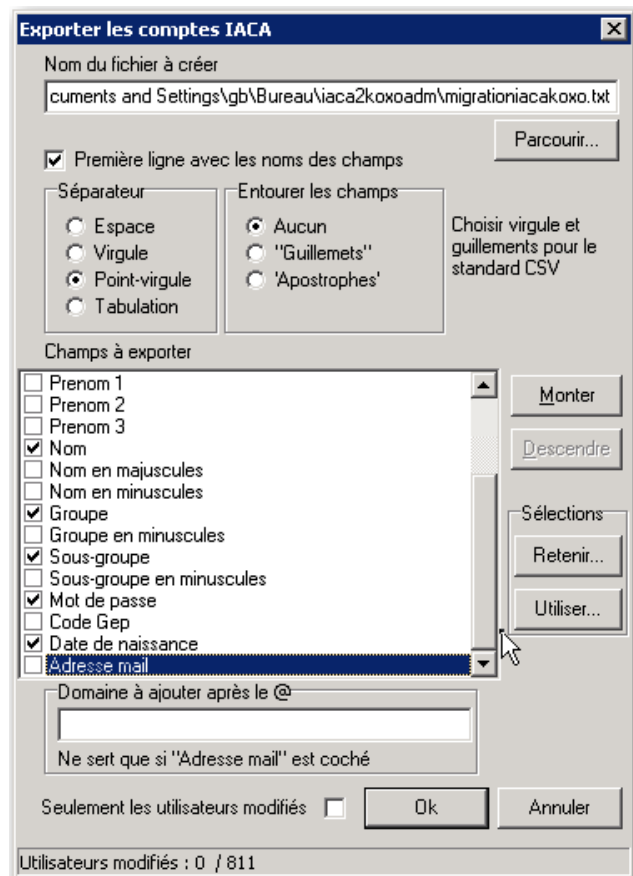 Exporter les comptes IACA
Nom du fichier à créer
cuments and Settings\gb\Bureau\iaca2koxoadm\migrationiacakoxo.txt
Parcourir...
Première ligne avec les noms des champs
Séparateur
Espace
Virgule
Point-virgule
Tabulation
Entourer les champs
Aucun
"Guillemets"
'Apostrophes'
Choisir virgule et
guillements pour le
standard CSV
Champs à exporter
Prenom 1
Prenom 2
Prenom 3
Nom
Nom en majuscules
Nom en minuscules
Groupe
Groupe en minuscules
Sous-groupe
Sous-groupe en minuscules
Mot de passe
Code Gep
Date de naissance
Adresse mail
Monter
Descendre
Sélections
Retenir...
Utiliser...
Domaine à ajouter après le @
Ne sert que si "Adresse mail" est coché
Seulement les utilisateurs modifiés
Ok
Annuler
Utilisateurs modifiés : 0 / 811